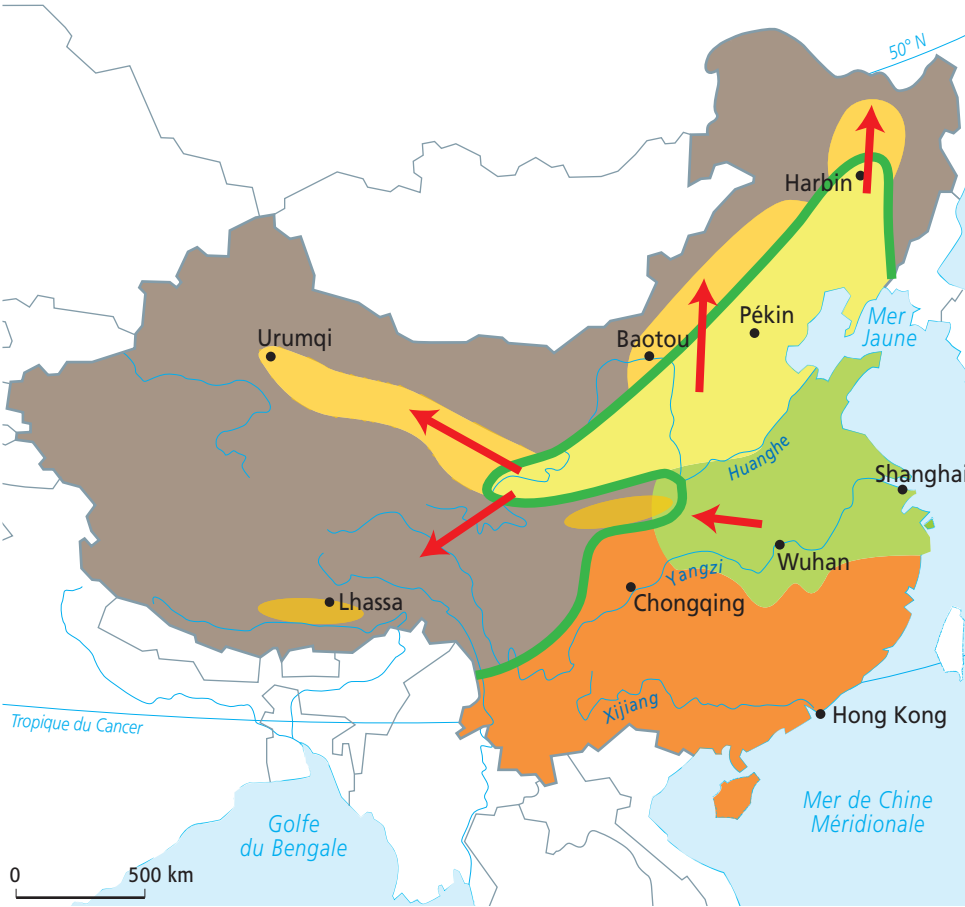 50° N
Harbin
Mer
Jaune
Pékin
Urumqi
Baotou
Huanghe
Shanghai
Wuhan
Yangzi
Chongqing
Lhassa
Xijiang
Hong Kong
Tropique du Cancer
Mer de Chine
Méridionale
Golfe
du Bengale
0 500 km